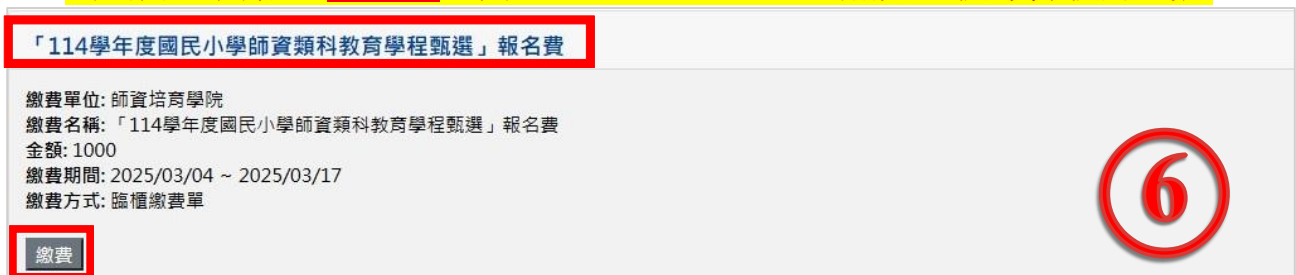 「114學年度國民小學師資類科教育學程甄選」報名費
繳費單位: 師資培育學院
繳費名稱:「114學年度國民小學師資類科教育學程甄選」報名費
金額: 1000
繳費期間: 2025/03/04 ~ 2025/03/17
繳費方式: 臨櫃繳費單
6
繳費